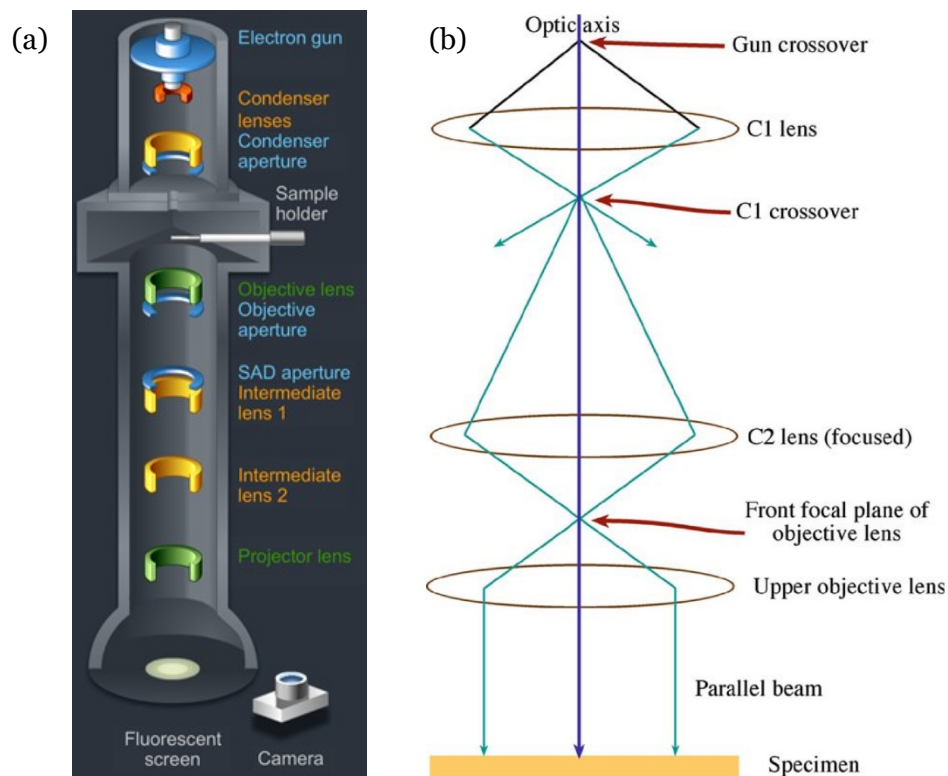 (a)
Electron gun
Condenser
lenses
Condenser
aperture
Sample
holder
Objective lens
Objective
aperture
SAD aperture
Intermediate
lens 1
Intermediate
lens 2
Projector lens
Fluorescent
screen
Camera
(b)
Optic axis
Gun crossover
C1 lens
C1 crossover
C2 lens (focused)
Front focal plane of
objective lens
Upper objective lens
Parallel beam
Specimen